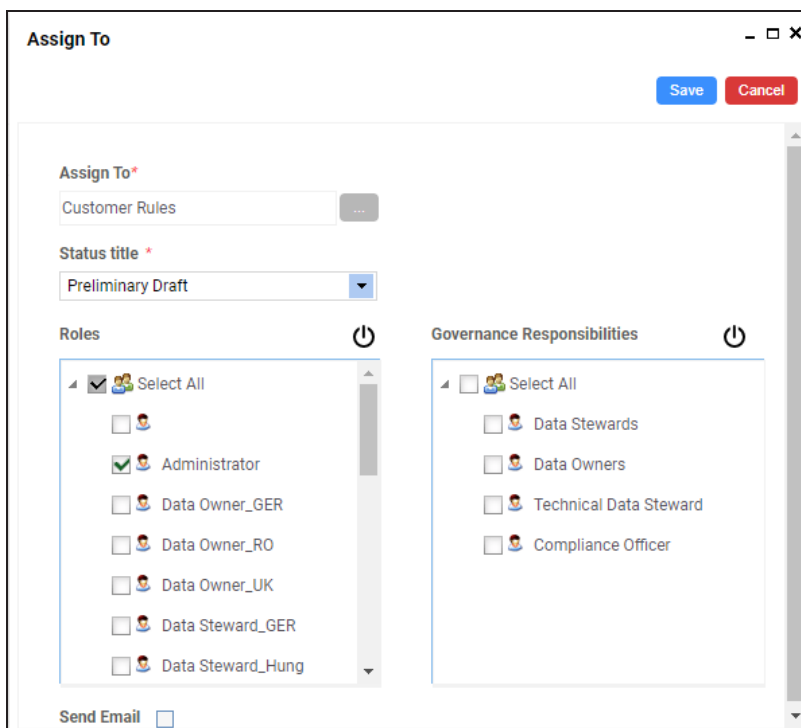 Assign To
Save Cancel
Assign To*
Customer Rules ...
Status title *
Preliminary Draft
Roles
Select All
Administrator
Data Owner_GER
Data Owner_RO
Data Owner_UK
Data Steward_GER
Data Steward_Hung
Governance Responsibilities
Select All
Data Stewards
Data Owners
Technical Data Steward
Compliance Officer
Send Email